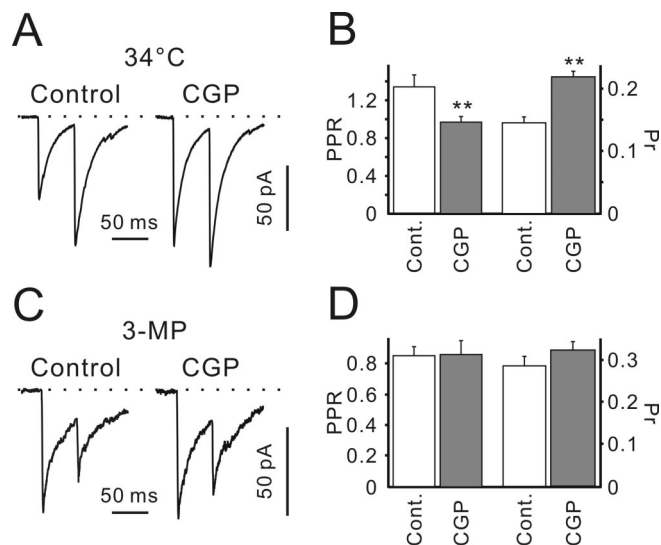 A
34°C
Control CGP
50 ms
50 pA
B
PPR
1.2
0.8
0.4
0
**
**
0.2
0.1
0
Pr
Cont.
CGP
Cont.
CGP
C
3-MP
Control CGP
50 ms
50 pA
D
PPR
0.8
0.6
0.4
0.2
0
0.3
0.2
0.1
0
Pr
Cont.
CGP
Cont.
CGP